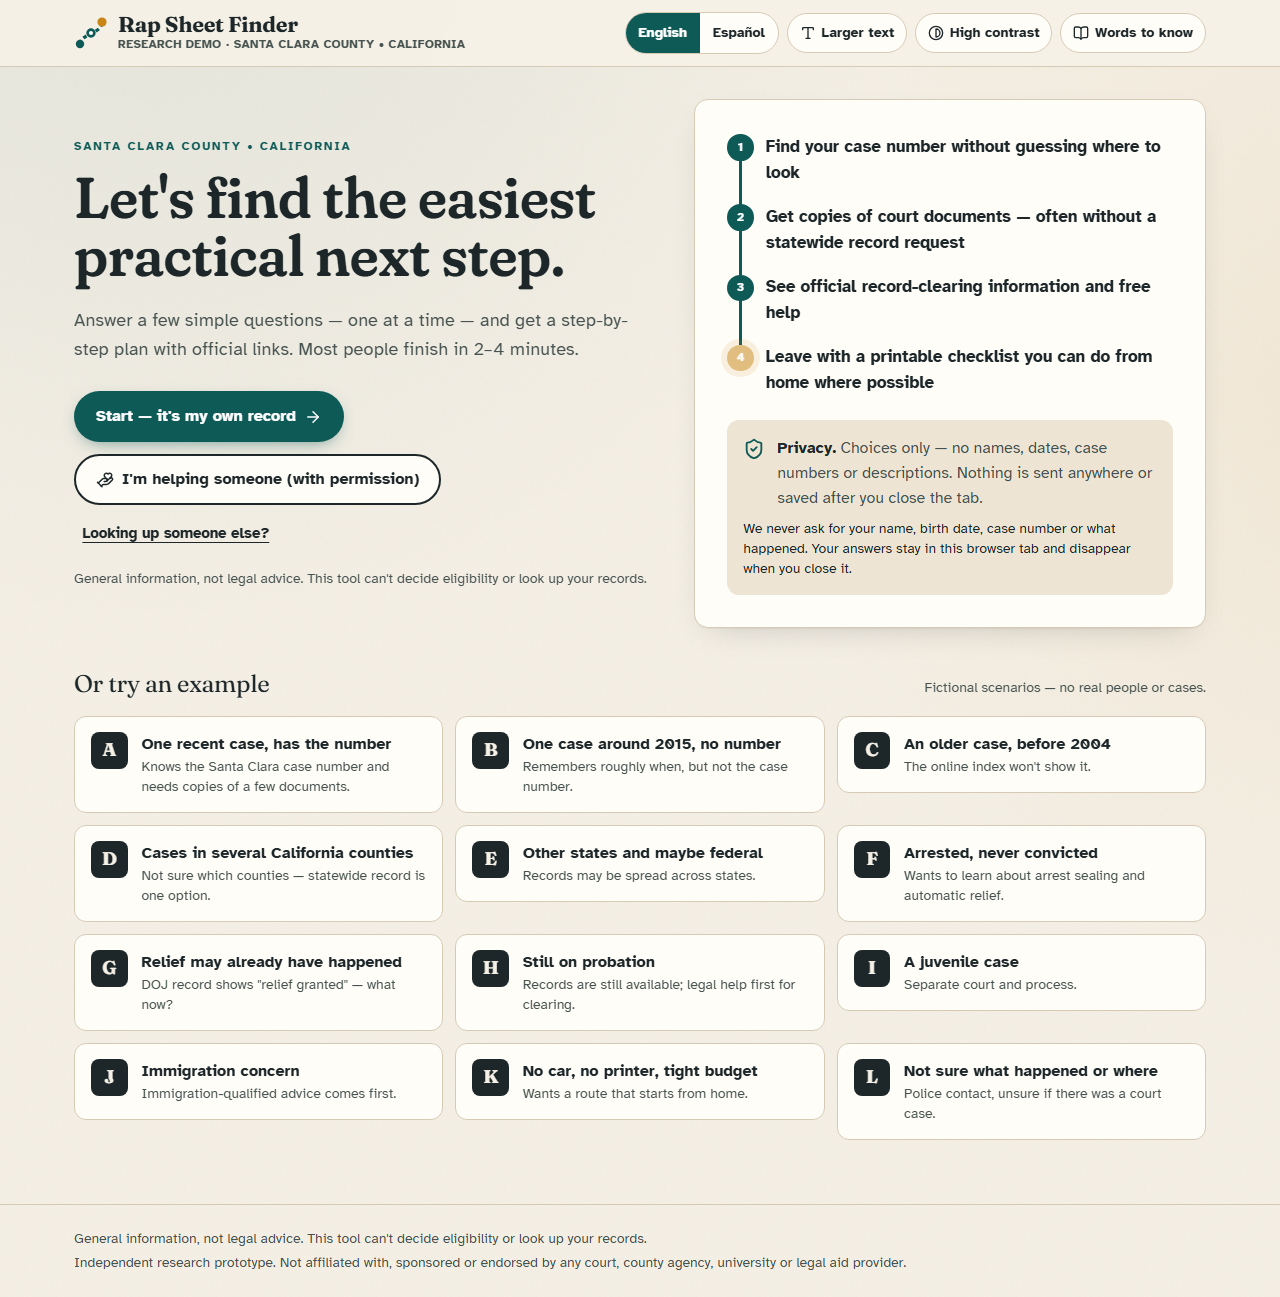 Rap Sheet Finder
RESEARCH DEMO · SANTA CLARA COUNTY • CALIFORNIA
English
Español
Larger text
High contrast
Words to know
SANTA CLARA COUNTY • CALIFORNIA
Let's find the easiest
practical next step.
Answer a few simple questions — one at a time — and get a step-by-
step plan with official links. Most people finish in 2–4 minutes.
Start — it's my own record
I'm helping someone (with permission)
Looking up someone else?
General information, not legal advice. This tool can't decide eligibility or look up your records.
1
Find your case number without guessing where to
look
2
Get copies of court documents — often without a
statewide record request
3
See official record-clearing information and free
help
4
Leave with a printable checklist you can do from
home where possible
Privacy. Choices only — no names, dates, case
numbers or descriptions. Nothing is sent anywhere or
saved after you close the tab.
We never ask for your name, birth date, case number or what
happened. Your answers stay in this browser tab and disappear
when you close it.
Or try an example
Fictional scenarios — no real people or cases.
A
One recent case, has the number
Knows the Santa Clara case number and
needs copies of a few documents.
B
One case around 2015, no number
Remembers roughly when, but not the case
number.
C
An older case, before 2004
The online index won't show it.
D
Cases in several California counties
Not sure which counties — statewide record is
one option.
E
Other states and maybe federal
Records may be spread across states.
F
Arrested, never convicted
Wants to learn about arrest sealing and
automatic relief.
G
Relief may already have happened
DOJ record shows "relief granted" — what
now?
H
Still on probation
Records are still available; legal help first for
clearing.
I
A juvenile case
Separate court and process.
J
Immigration concern
Immigration-qualified advice comes first.
K
No car, no printer, tight budget
Wants a route that starts from home.
L
Not sure what happened or where
Police contact, unsure if there was a court
case.
General information, not legal advice. This tool can't decide eligibility or look up your records.
Independent research prototype. Not affiliated with, sponsored or endorsed by any court, county agency, university or legal aid provider.